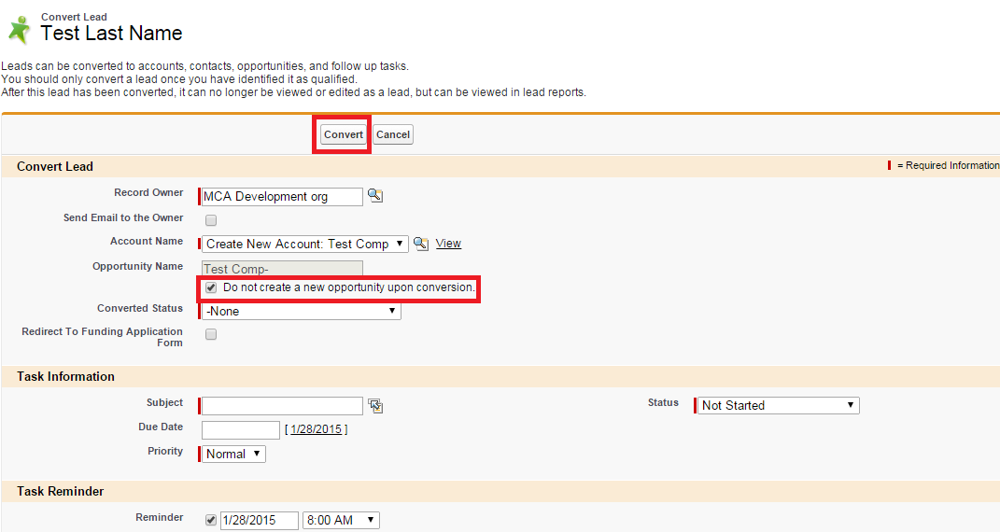 Convert Lead
Test Last Name
Leads can be converted to accounts, contacts, opportunities, and follow up tasks.
You should only convert a lead once you have identified it as qualified.
After this lead has been converted, it can no longer be viewed or edited as a lead, but can be viewed in lead reports.
Convert Cancel
Convert Lead = Required Information
Record Owner MCA Development org
Send Email to the Owner
Account Name Create New Account: Test Comp View
Opportunity Name Test Comp-
Do not create a new opportunity upon conversion.
Converted Status -None
Redirect To Funding Application
Form
Task Information
Subject Status Not Started
Due Date [ 1/28/2015 ]
Priority Normal
Task Reminder
Reminder 1/28/2015 8:00 AM